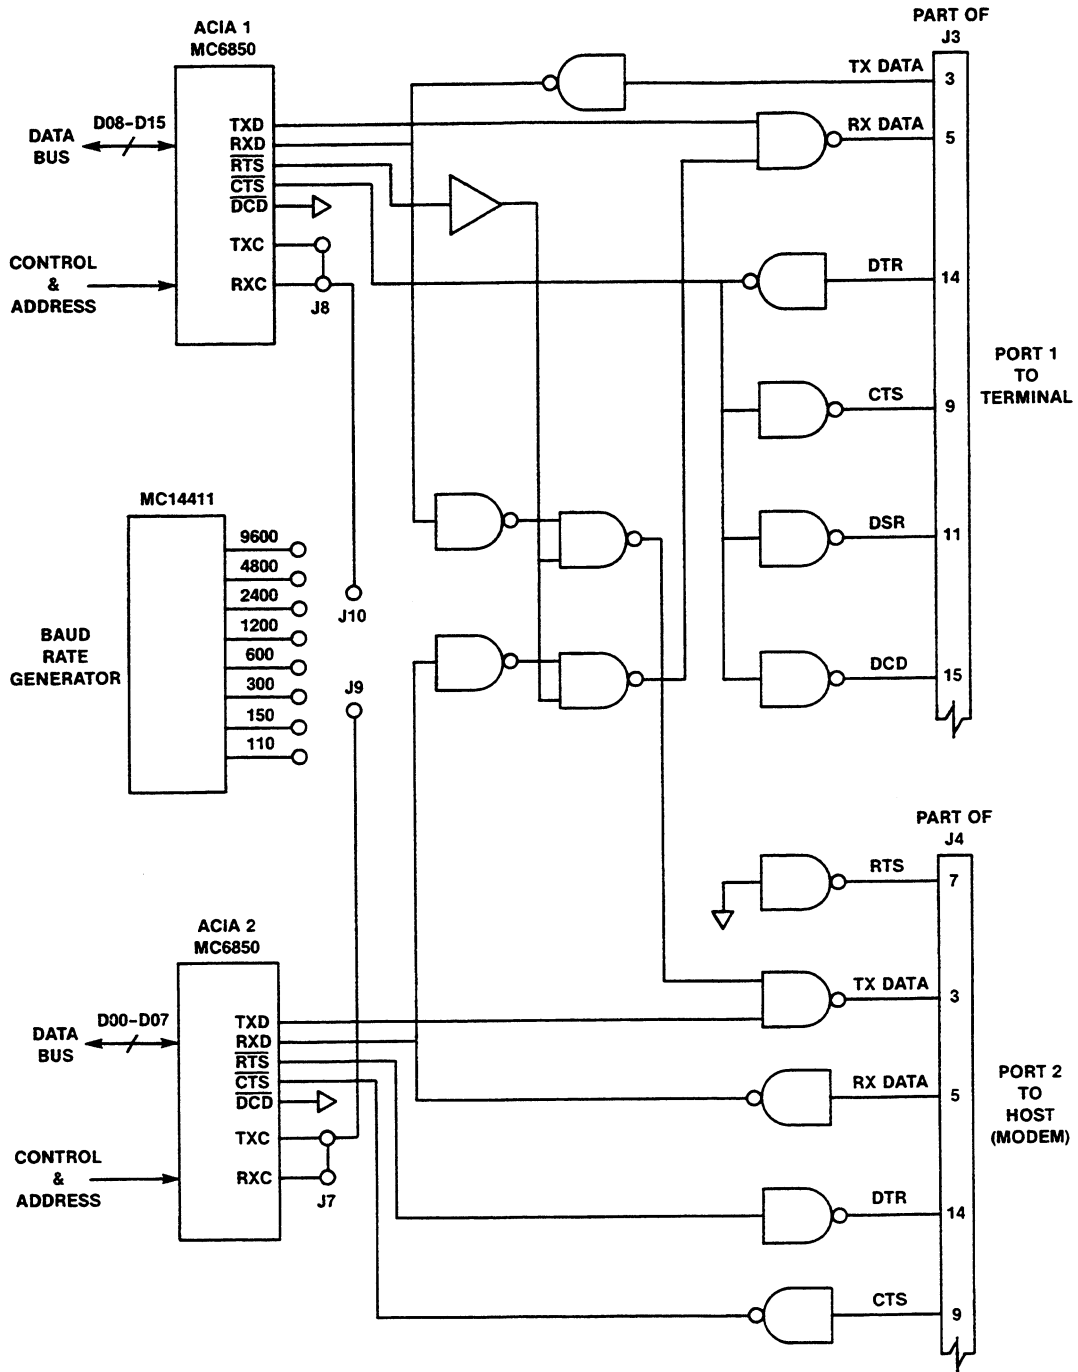 PART OF
J3
ACIA 1
MC6850
TX DATA
3
D08-D15
DATA
BUS
TXD
RXD
RTS
CTS
DCD
TXC
RXC
RX DATA
5
CONTROL
&
ADDRESS
J8
DTR
14
PORT 1
TO
TERMINAL
CTS
9
MC14411
9600
4800
2400
1200
600
300
150
110
BAUD
RATE
GENERATOR
DSR
11
J10
J9
DCD
15
PART OF
J4
RTS
7
ACIA 2
MC6850
TX DATA
3
D00-D07
DATA
BUS
TXD
RXD
RTS
CTS
DCD
TXC
RXC
RX DATA
5
PORT 2
TO
HOST
(MODEM)
CONTROL
&
ADDRESS
J7
DTR
14
CTS
9